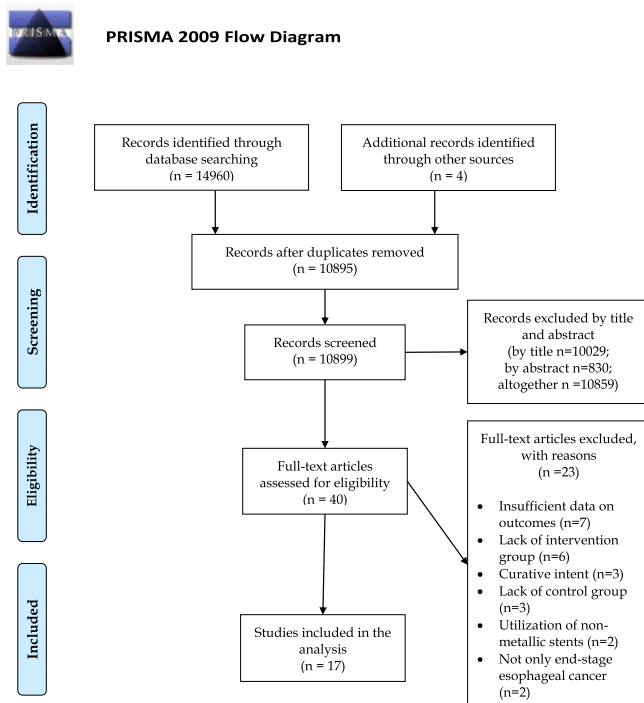 PRISMA
PRISMA 2009 Flow Diagram
Identification
Records identified through
database searching
(n = 14960)
Additional records identified
through other sources
(n = 4)
Records after duplicates removed
(n = 10895)
Screening
Records screened
(n = 10899)
Records excluded by title
and abstract
(by title n=10029;
by abstract n=830;
altogether n =10859)
Eligibility
Full-text articles
assessed for eligibility
(n = 40)
Full-text articles excluded,
with reasons
(n =23)
• Insufficient data on
outcomes (n=7)
• Lack of intervention
group (n=6)
• Curative intent (n=3)
• Lack of control group
(n=3)
• Utilization of non-
metallic stents (n=2)
• Not only end-stage
esophageal cancer
(n=2)
Included
Studies included in the
analysis
(n = 17)